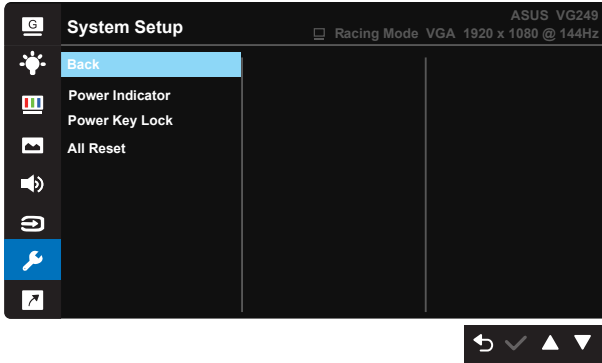 G
System Setup
ASUS VG249
Racing Mode VGA 1920 x 1080 @ 144Hz
Back
Power Indicator
Power Key Lock
All Reset